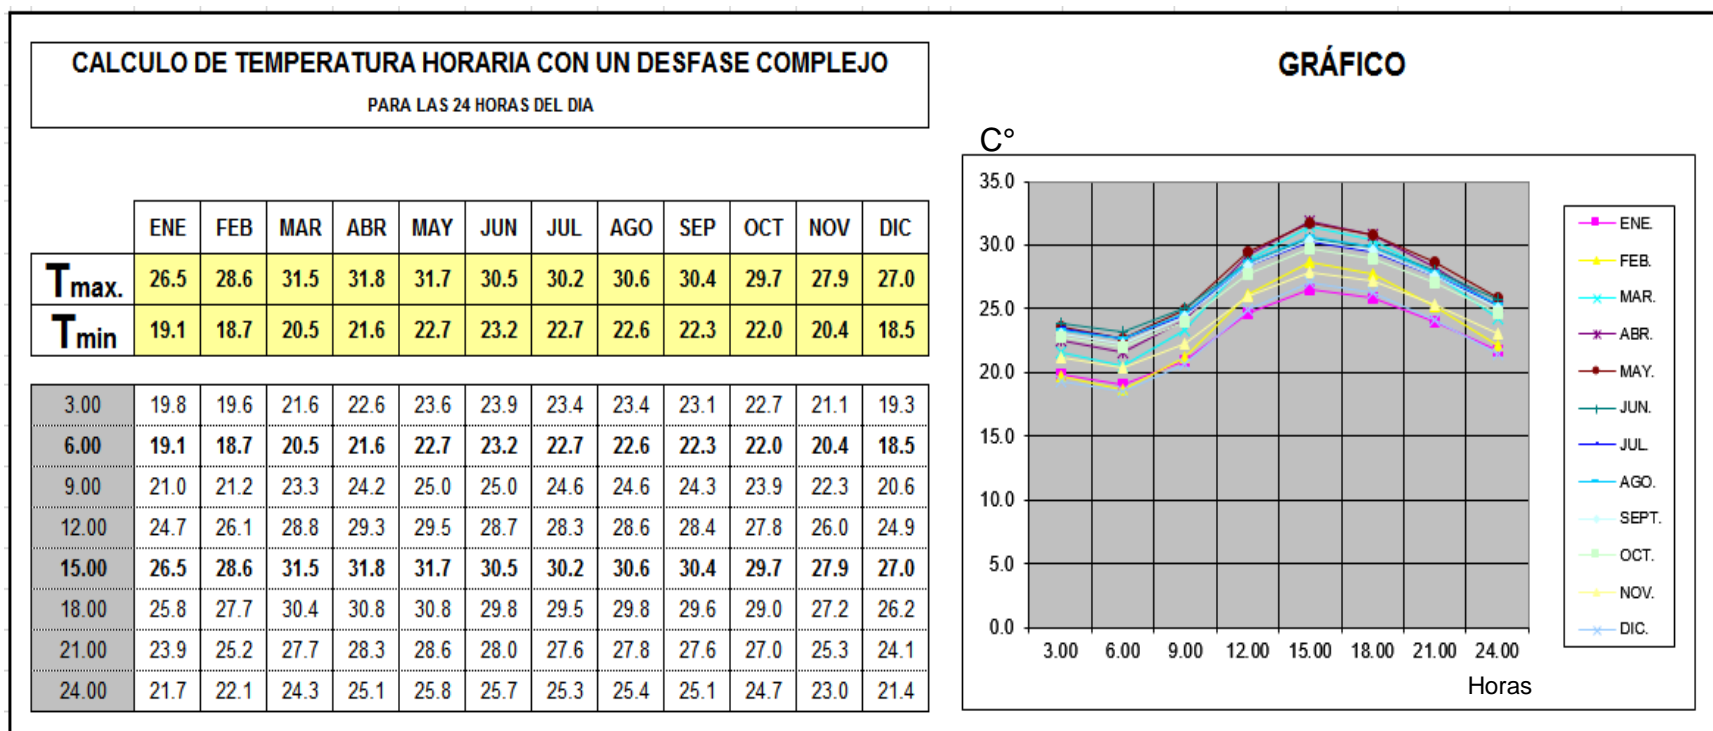 CALCULO DE TEMPERATURA HORARIA CON UN DESFASE COMPLEJO
PARA LAS 24 HORAS DEL DIA
ENE FEB MAR ABR MAY JUN JUL AGO SEP OCT NOV DIC
Tmax. 26.5 28.6 31.5 31.8 31.7 30.5 30.2 30.6 30.4 29.7 27.9 27.0
Tmin 19.1 18.7 20.5 21.6 22.7 23.2 22.7 22.6 22.3 22.0 20.4 18.5
3.00 19.8 19.6 21.6 22.6 23.6 23.9 23.4 23.4 23.1 22.7 21.1 19.3
6.00 19.1 18.7 20.5 21.6 22.7 23.2 22.7 22.6 22.3 22.0 20.4 18.5
9.00 21.0 21.2 23.3 24.2 25.0 25.0 24.6 24.6 24.3 23.9 22.3 20.6
12.00 24.7 26.1 28.8 29.3 29.5 28.7 28.3 28.6 28.4 27.8 26.0 24.9
15.00 26.5 28.6 31.5 31.8 31.7 30.5 30.2 30.6 30.4 29.7 27.9 27.0
18.00 25.8 27.7 30.4 30.8 30.8 29.8 29.5 29.8 29.6 29.0 27.2 26.2
21.00 23.9 25.2 27.7 28.3 28.6 28.0 27.6 27.8 27.6 27.0 25.3 24.1
24.00 21.7 22.1 24.3 25.1 25.8 25.7 25.3 25.4 25.1 24.7 23.0 21.4
GRÁFICO
C°
35.0
30.0
25.0
20.0
15.0
10.0
5.0
0.0
3.00 6.00 9.00 12.00 15.00 18.00 21.00 24.00
Horas
ENE.
FEB.
MAR.
ABR.
MAY.
JUN.
JUL.
AGO.
SEPT.
OCT.
NOV.
DIC.